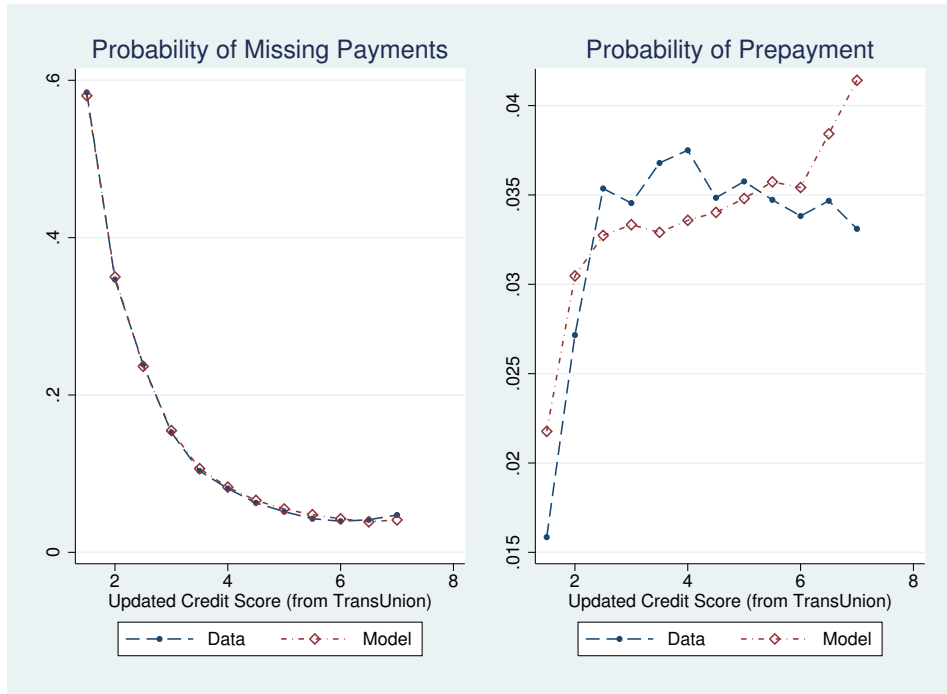 Probability of Missing Payments
.6
.4
.2
0
2 4 6 8
Updated Credit Score (from TransUnion)
Data Model
Probability of Prepayment
.04
.035
.03
.025
.02
.015
2 4 6 8
Updated Credit Score (from TransUnion)
Data Model